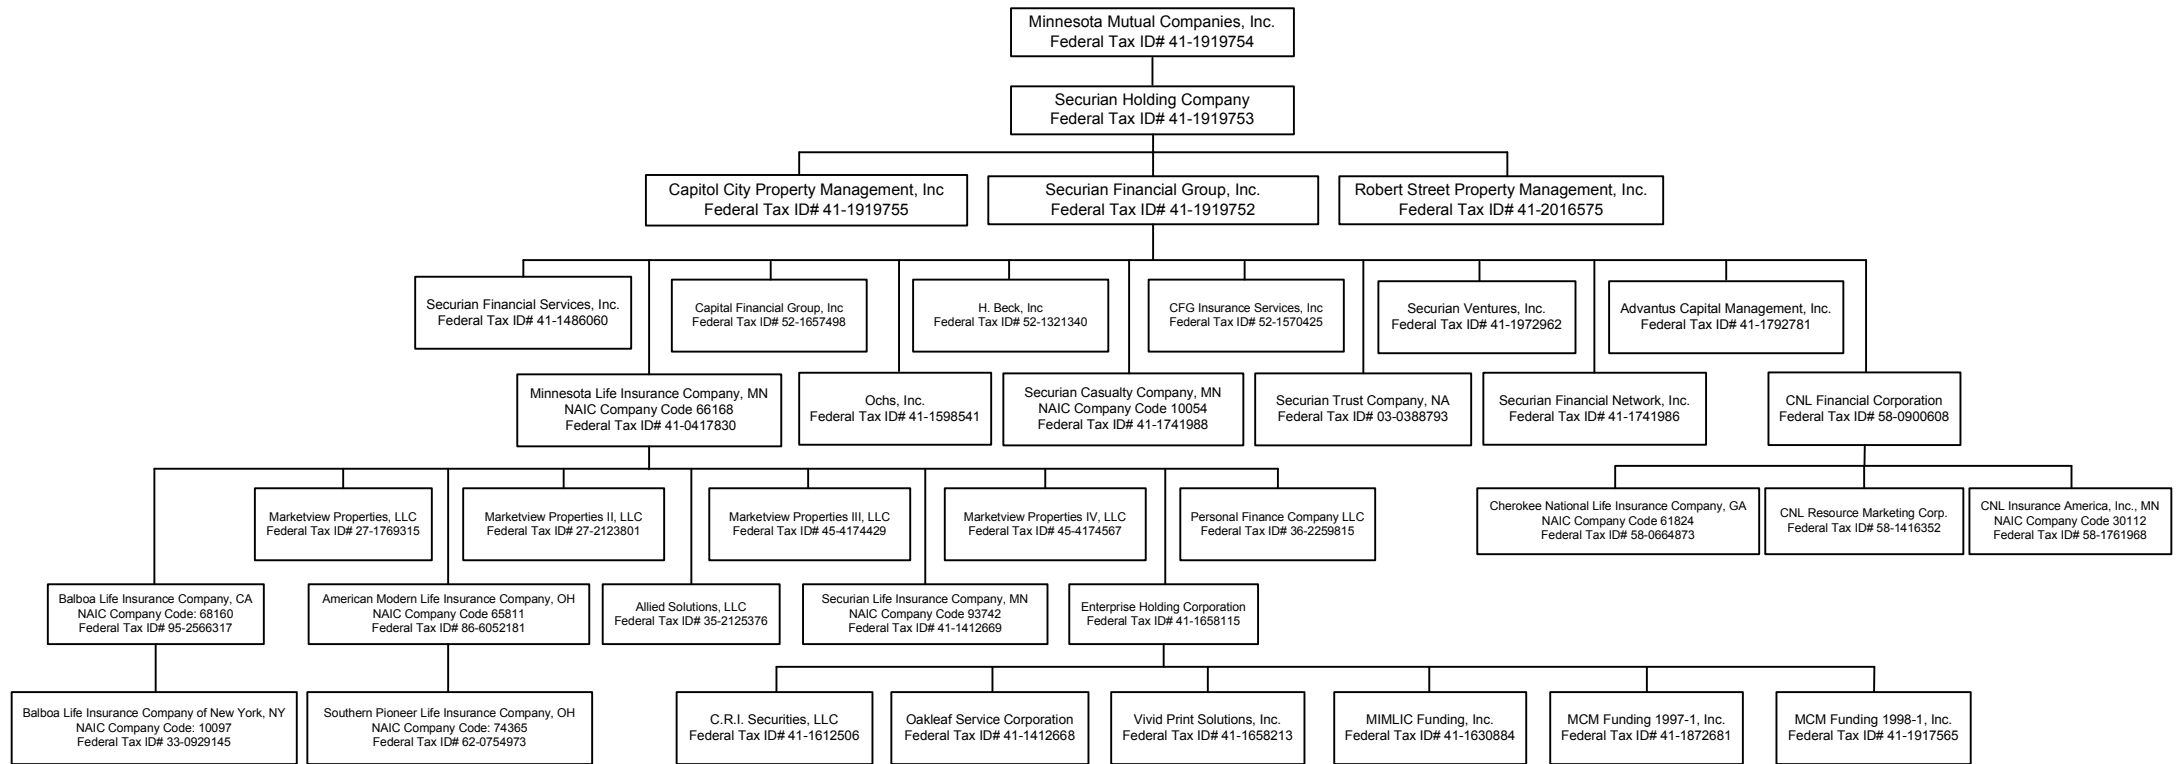 Minnesota Mutual Companies, Inc.
Federal Tax ID# 41-1919754
Securian Holding Company
Federal Tax ID# 41-1919753
Capitol City Property Management, Inc
Federal Tax ID# 41-1919755
Securian Financial Group, Inc.
Federal Tax ID# 41-1919752
Robert Street Property Management, Inc.
Federal Tax ID# 41-2016575
Securian Financial Services, Inc.
Federal Tax ID# 41-1486060
Capital Financial Group, Inc
Federal Tax ID# 52-1657498
H. Beck, Inc
Federal Tax ID# 52-1321340
CFG Insurance Services, Inc
Federal Tax ID# 52-1570425
Securian Ventures, Inc.
Federal Tax ID# 41-1972962
Advantus Capital Management, Inc.
Federal Tax ID# 41-1792781
Minnesota Life Insurance Company, MN
NAIC Company Code 66168
Federal Tax ID# 41-0417830
Ochs, Inc.
Federal Tax ID# 41-1598541
Securian Casualty Company, MN
NAIC Company Code 10054
Federal Tax ID# 41-1741988
Securian Trust Company, NA
Federal Tax ID# 03-0388793
Securian Financial Network, Inc.
Federal Tax ID# 41-1741986
CNL Financial Corporation
Federal Tax ID# 58-0900608
Marketview Properties, LLC
Federal Tax ID# 27-1769315
Marketview Properties II, LLC
Federal Tax ID# 27-2123801
Marketview Properties III, LLC
Federal Tax ID# 45-4174429
Marketview Properties IV, LLC
Federal Tax ID# 45-4174567
Personal Finance Company LLC
Federal Tax ID# 36-2259815
Cherokee National Life Insurance Company, GA
NAIC Company Code 61824
Federal Tax ID# 58-0664873
CNL Resource Marketing Corp.
Federal Tax ID# 58-1416352
CNL Insurance America, Inc., MN
NAIC Company Code 30112
Federal Tax ID# 58-1761968
Balboa Life Insurance Company, CA
NAIC Company Code: 68160
Federal Tax ID# 95-2566317
American Modern Life Insurance Company, OH
NAIC Company Code 65811
Federal Tax ID# 86-6052181
Allied Solutions, LLC
Federal Tax ID# 35-2125376
Securian Life Insurance Company, MN
NAIC Company Code 93742
Federal Tax ID# 41-1412669
Enterprise Holding Corporation
Federal Tax ID# 41-1658115
Balboa Life Insurance Company of New York, NY
NAIC Company Code: 10097
Federal Tax ID# 33-0929145
Southern Pioneer Life Insurance Company, OH
NAIC Company Code: 74365
Federal Tax ID# 62-0754973
C.R.I. Securities, LLC
Federal Tax ID# 41-1612506
Oakleaf Service Corporation
Federal Tax ID# 41-1412668
Vivid Print Solutions, Inc.
Federal Tax ID# 41-1658213
MIMLIC Funding, Inc.
Federal Tax ID# 41-1630884
MCM Funding 1997-1, Inc.
Federal Tax ID# 41-1872681
MCM Funding 1998-1, Inc.
Federal Tax ID# 41-1917565